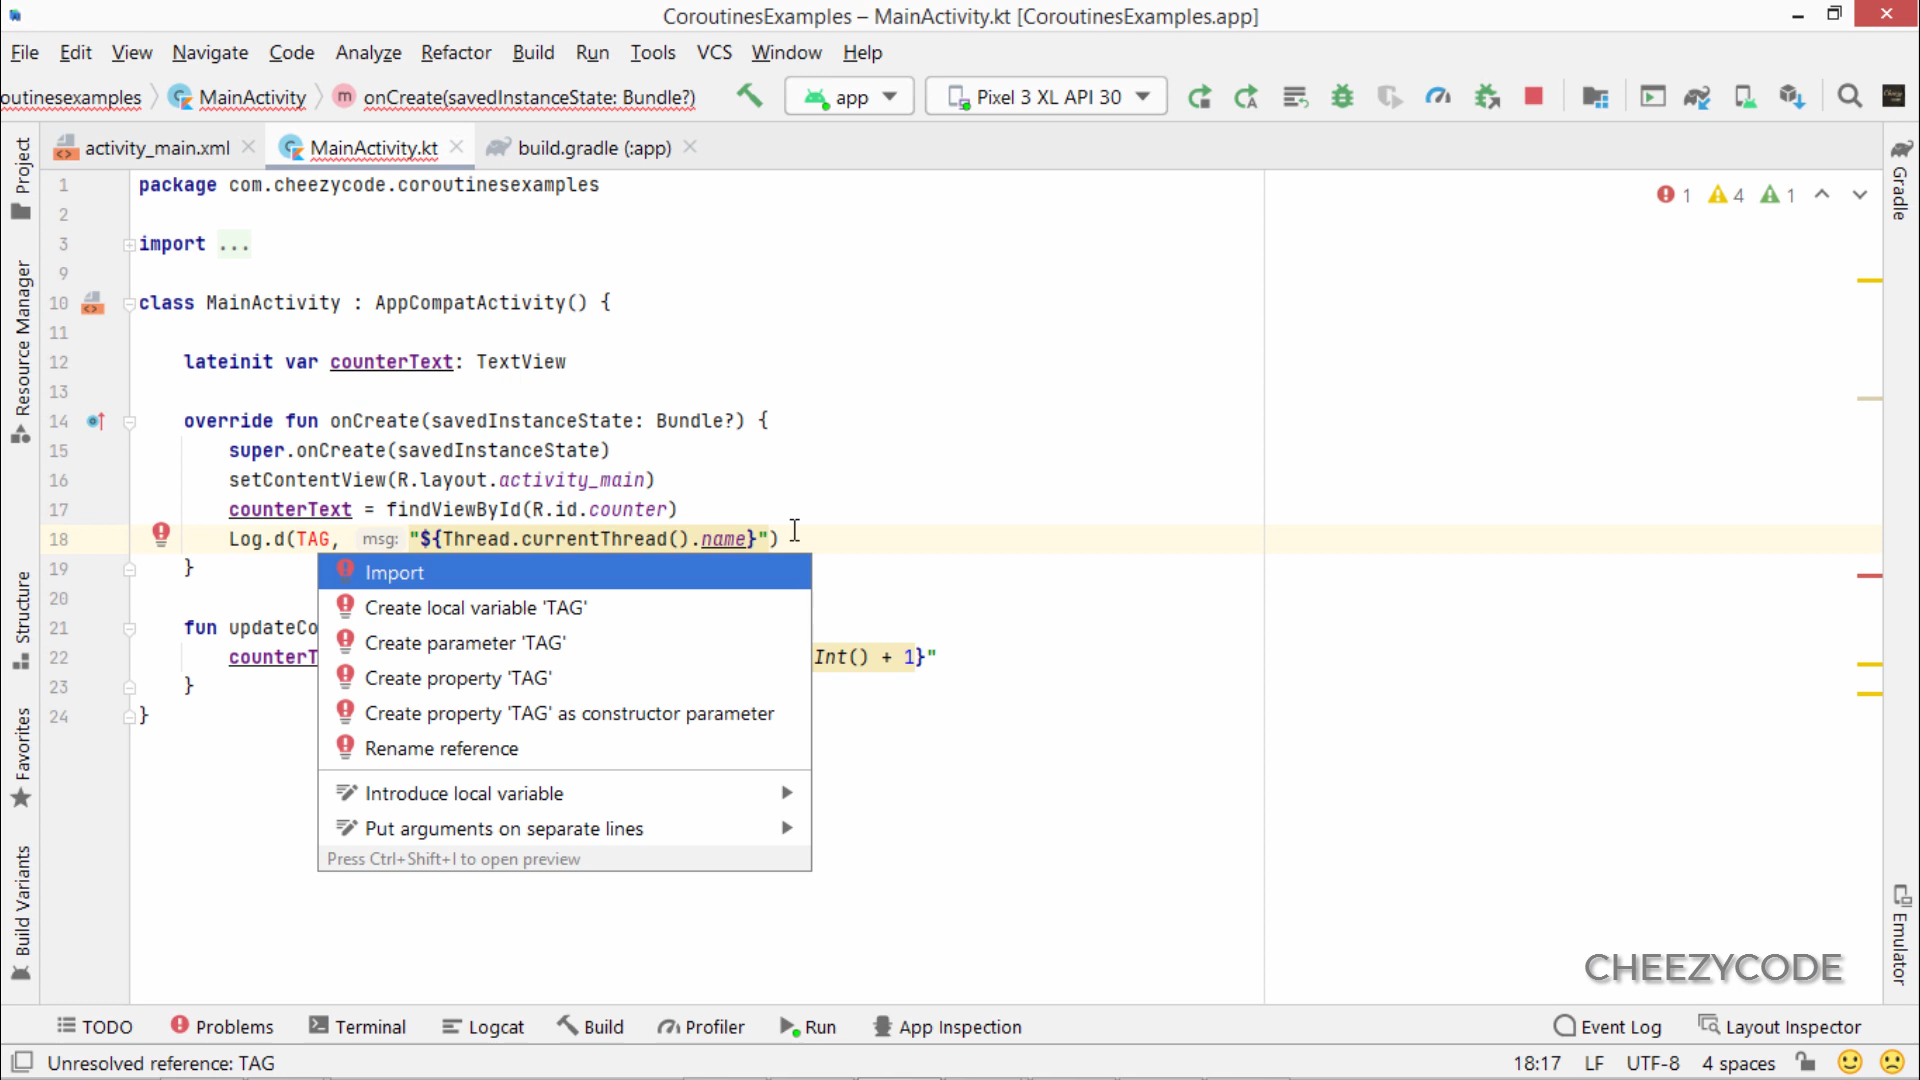 CoroutinesExamples – MainActivity.kt [CoroutinesExamples.app]
File Edit View Navigate Code Analyze Refactor Build Run Tools VCS Window Help
outinesexamples MainActivity m onCreate(savedInstanceState: Bundle?) app Pixel 3 XL API 30
activity_main.xml MainActivity.kt build.gradle (:app)
1 package com.cheezycode.coroutinesexamples
1 4 1
2
3 import ...
9
10 class MainActivity : AppCompatActivity() {
11
12 lateinit var counterText: TextView
13
14 override fun onCreate(savedInstanceState: Bundle?) {
15 super.onCreate(savedInstanceState)
16 setContentView(R.layout.activity_main)
17 counterText = findViewById(R.id.counter)
18 Log.d(TAG, msg: "${Thread.currentThread().name}")
19 }
20
21 fun updateCo
22 counterT Int() + 1}"
23 }
24 }
Import
Create local variable 'TAG'
Create parameter 'TAG'
Create property 'TAG'
Create property 'TAG' as constructor parameter
Rename reference
Introduce local variable
Put arguments on separate lines
Press Ctrl+Shift+I to open preview
Project
Resource Manager
Structure
Favorites
Build Variants
Gradle
Emulator
CHEEZYCODE
TODO Problems Terminal Logcat Build Profiler Run App Inspection Event Log Layout Inspector
Unresolved reference: TAG 18:17 LF UTF-8 4 spaces